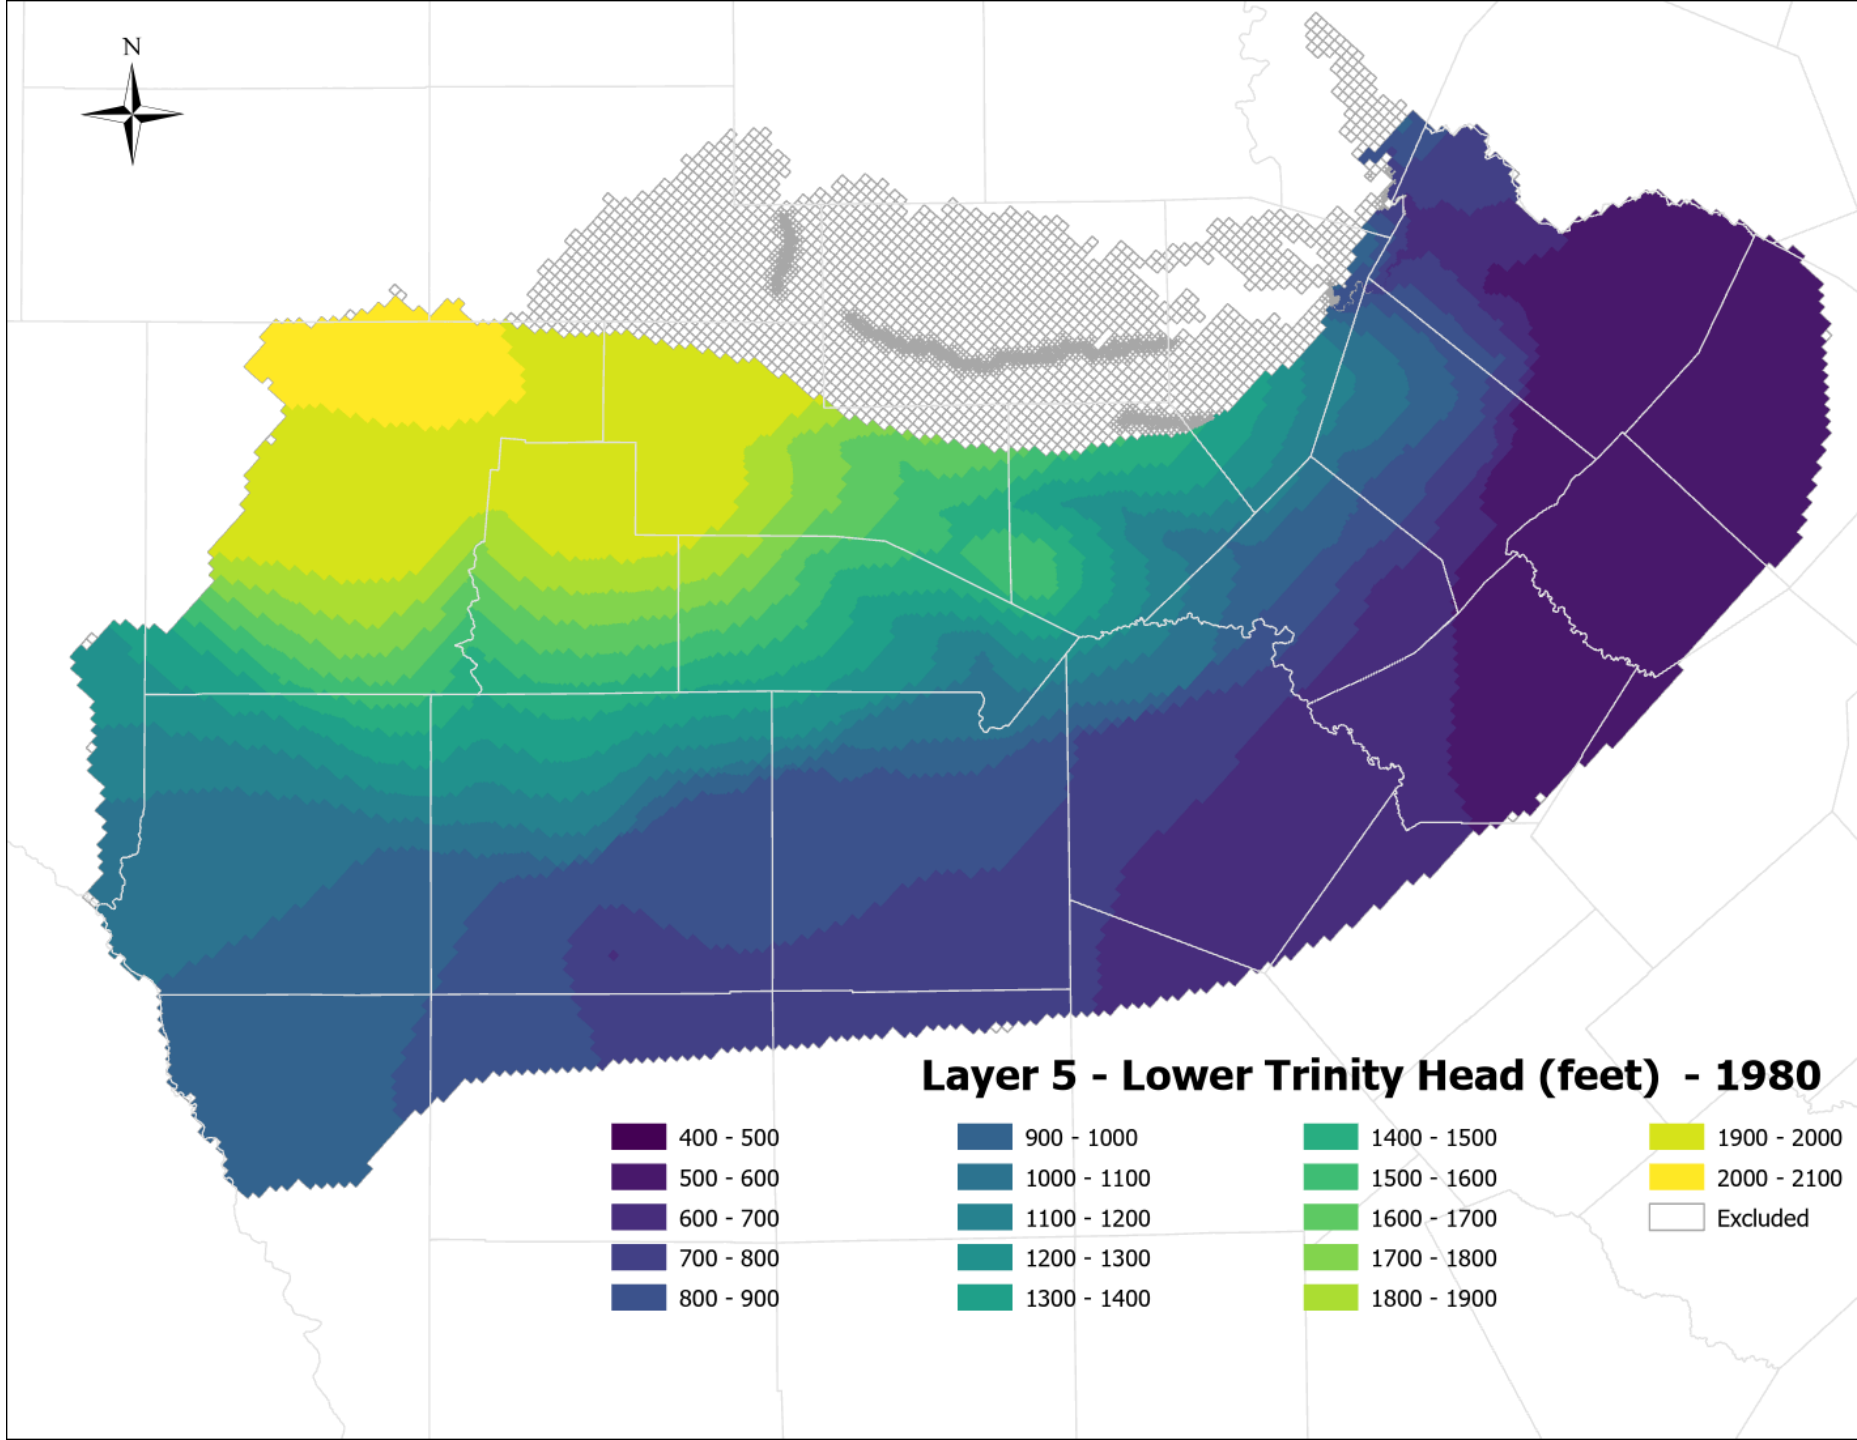 N
Layer 5 - Lower Trinity Head (feet) - 1980
400 - 500
500 - 600
600 - 700
700 - 800
800 - 900
900 - 1000
1000 - 1100
1100 - 1200
1200 - 1300
1300 - 1400
1400 - 1500
1500 - 1600
1600 - 1700
1700 - 1800
1800 - 1900
1900 - 2000
2000 - 2100
Excluded